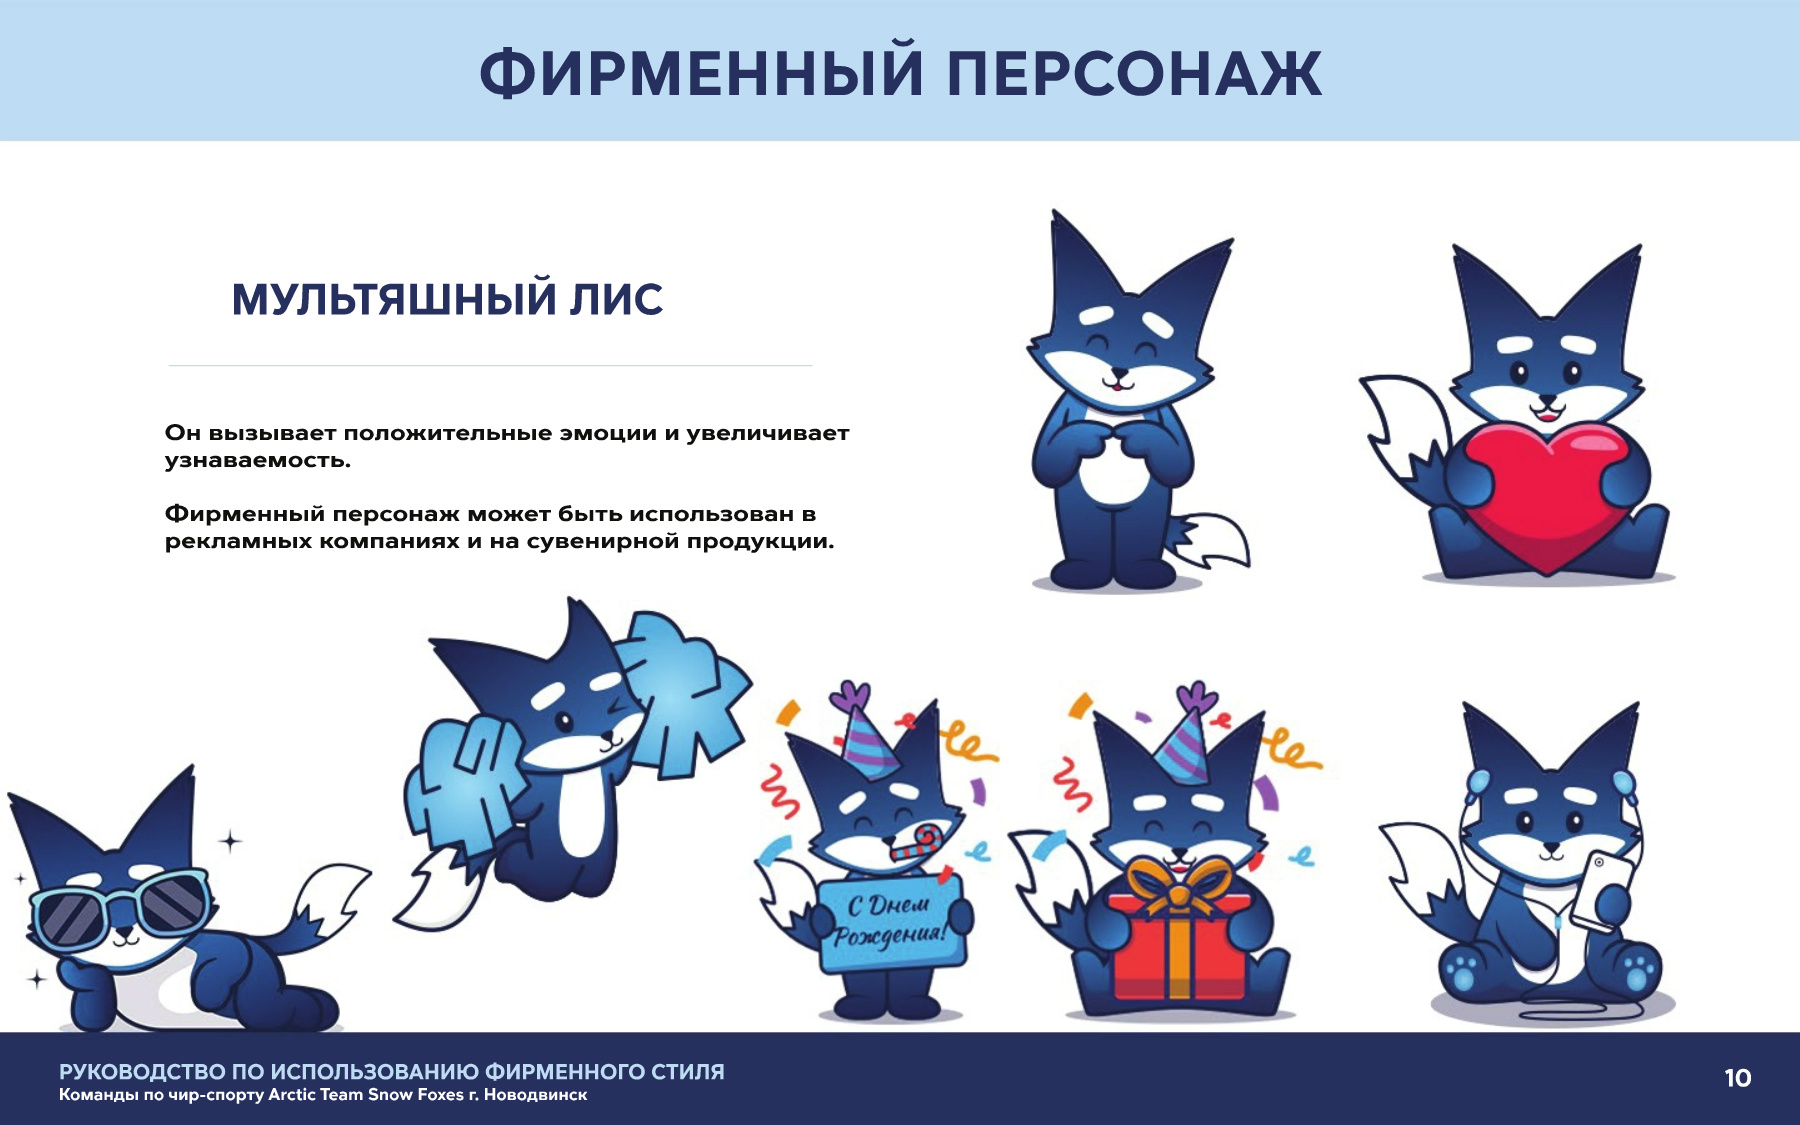 ФИРМЕННЫЙ ПЕРСОНАЖ
МУЛЬТЯШНЫЙ ЛИС
Он вызывает положительные эмоции и увеличивает
узнаваемость.
Фирменный персонаж может быть использован в
рекламных компаниях и на сувенирной продукции.
С Днем
Рождения!
РУКОВОДСТВО ПО ИСПОЛЬЗОВАНИЮ ФИРМЕННОГО СТИЛЯ
Команды по чир-спорту Arctic Team Snow Foxes г. Новодвинск
10